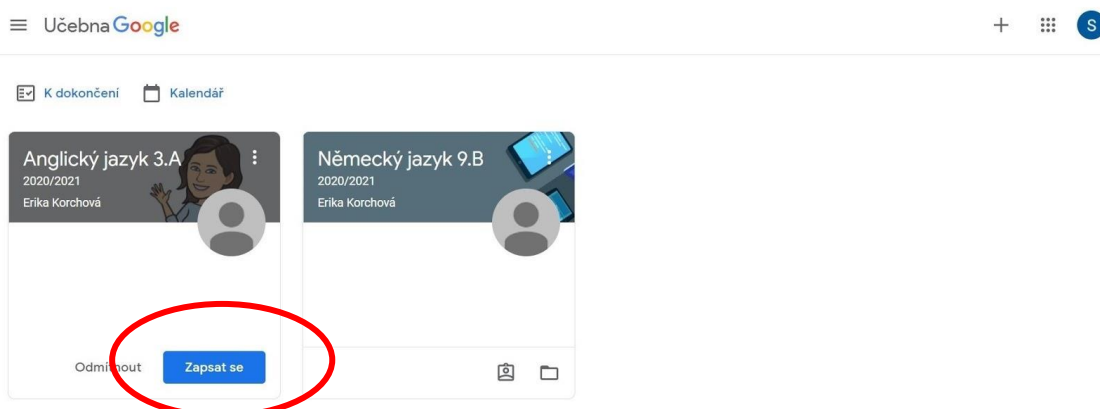 Učebna Google
S
K dokončení
Kalendář
Anglický jazyk 3.A
2020/2021
Erika Korchová
Odmítnout
Zapsat se
Německý jazyk 9.B
2020/2021
Erika Korchová